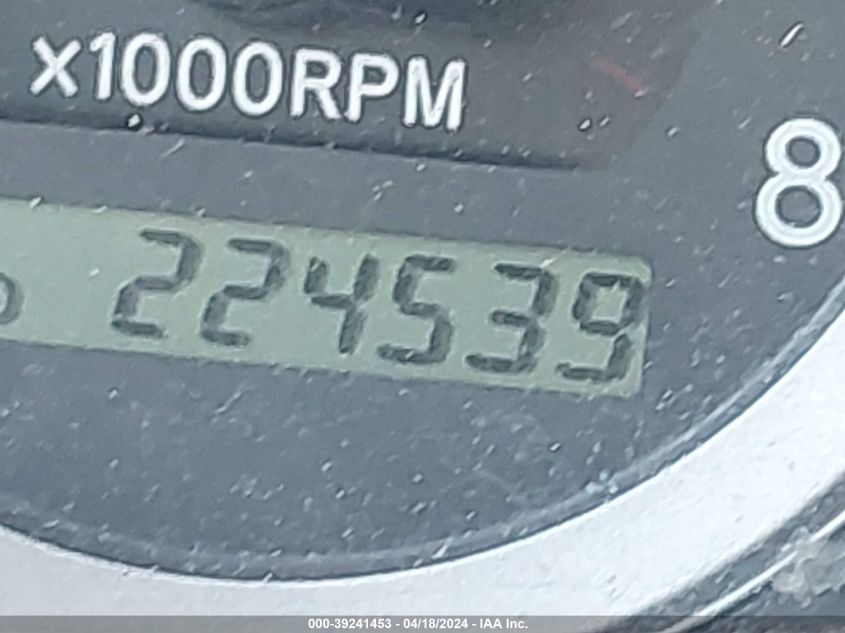 x1000RPM
8
224539
000-39241453 - 04/18/2024 - IAA Inc.